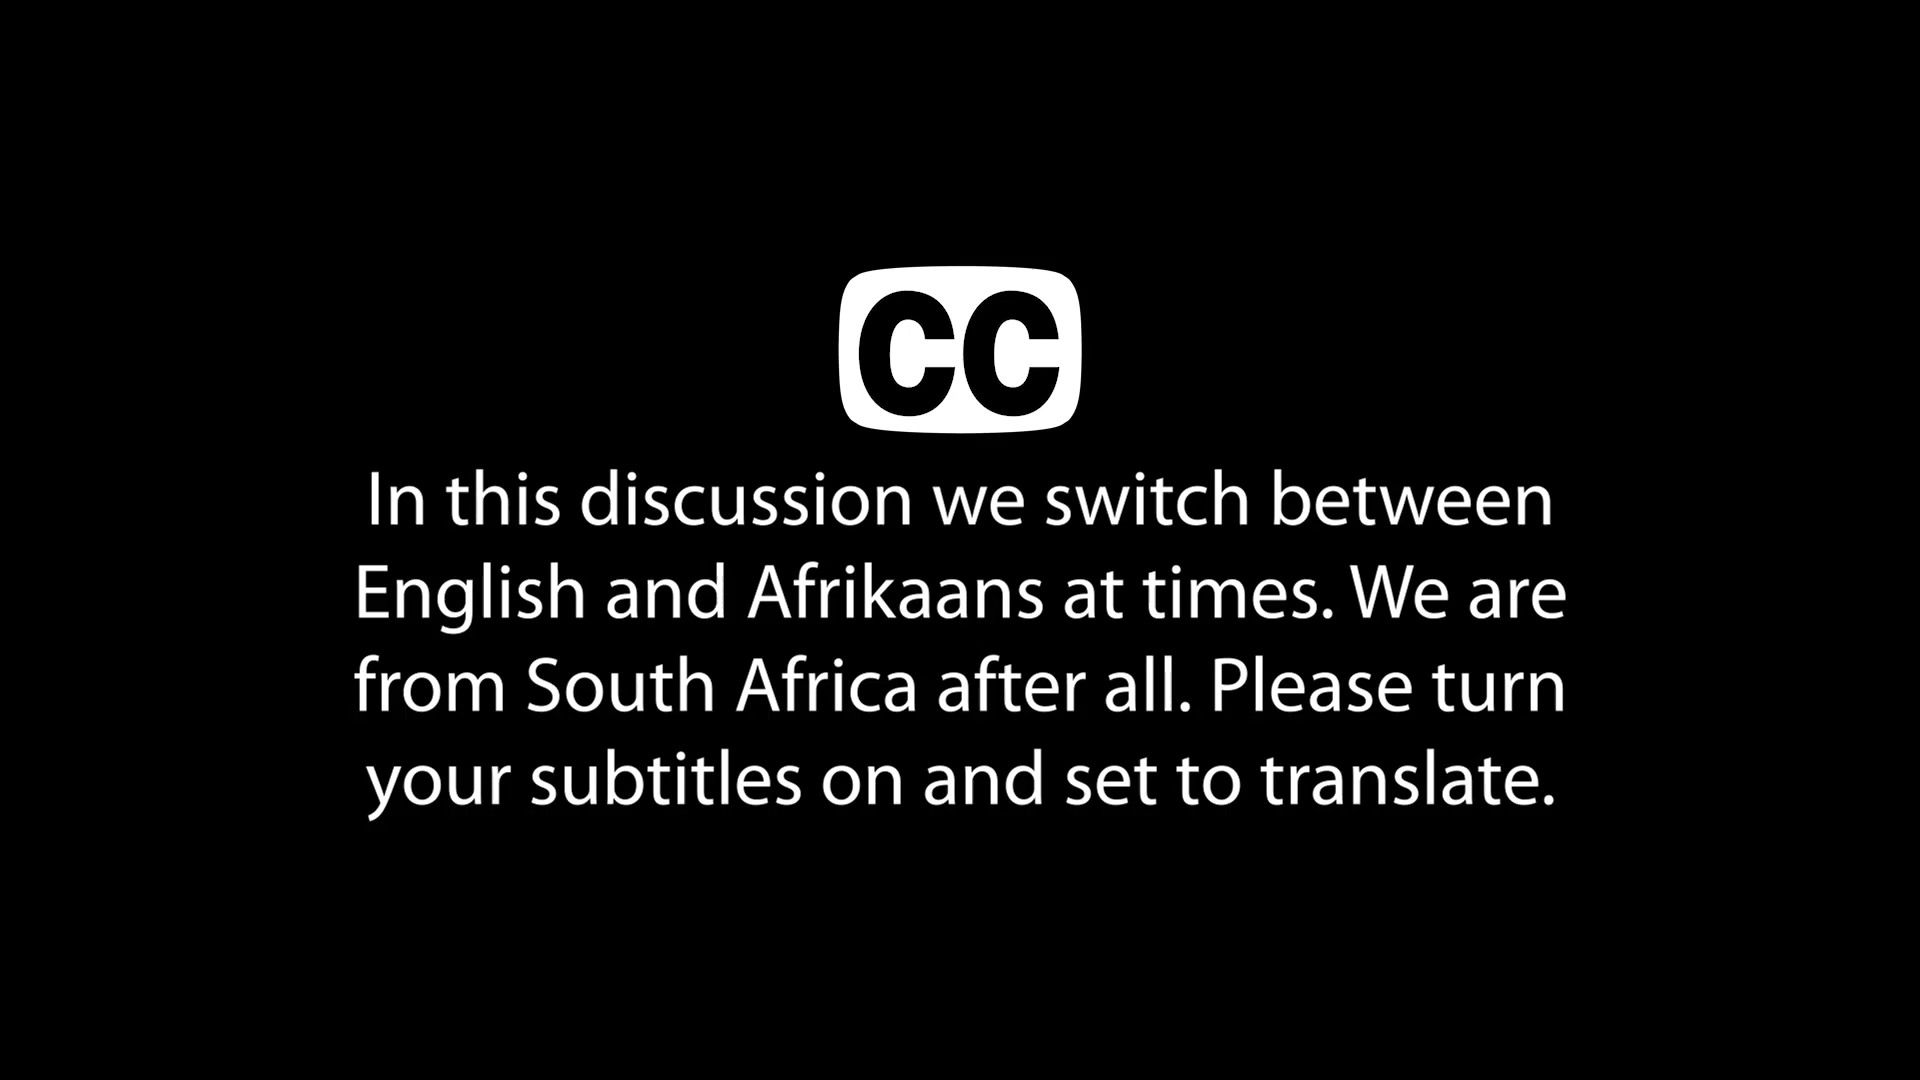 CC
In this discussion we switch between
English and Afrikaans at times. We are
from South Africa after all. Please turn
your subtitles on and set to translate.